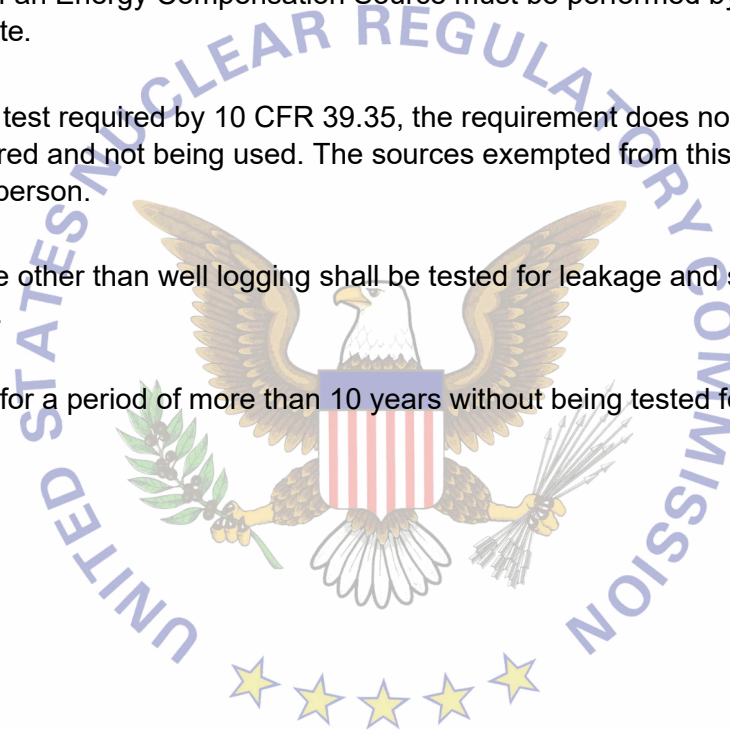 an Energy Compensation Source must be performed by
te.
test required by 10 CFR 39.35, the requirement does no
red and not being used. The sources exempted from this
person.
e other than well logging shall be tested for leakage and s
for a period of more than 10 years without being tested fo
UNITED STATES NUCLEAR REGULATORY COMMISSION